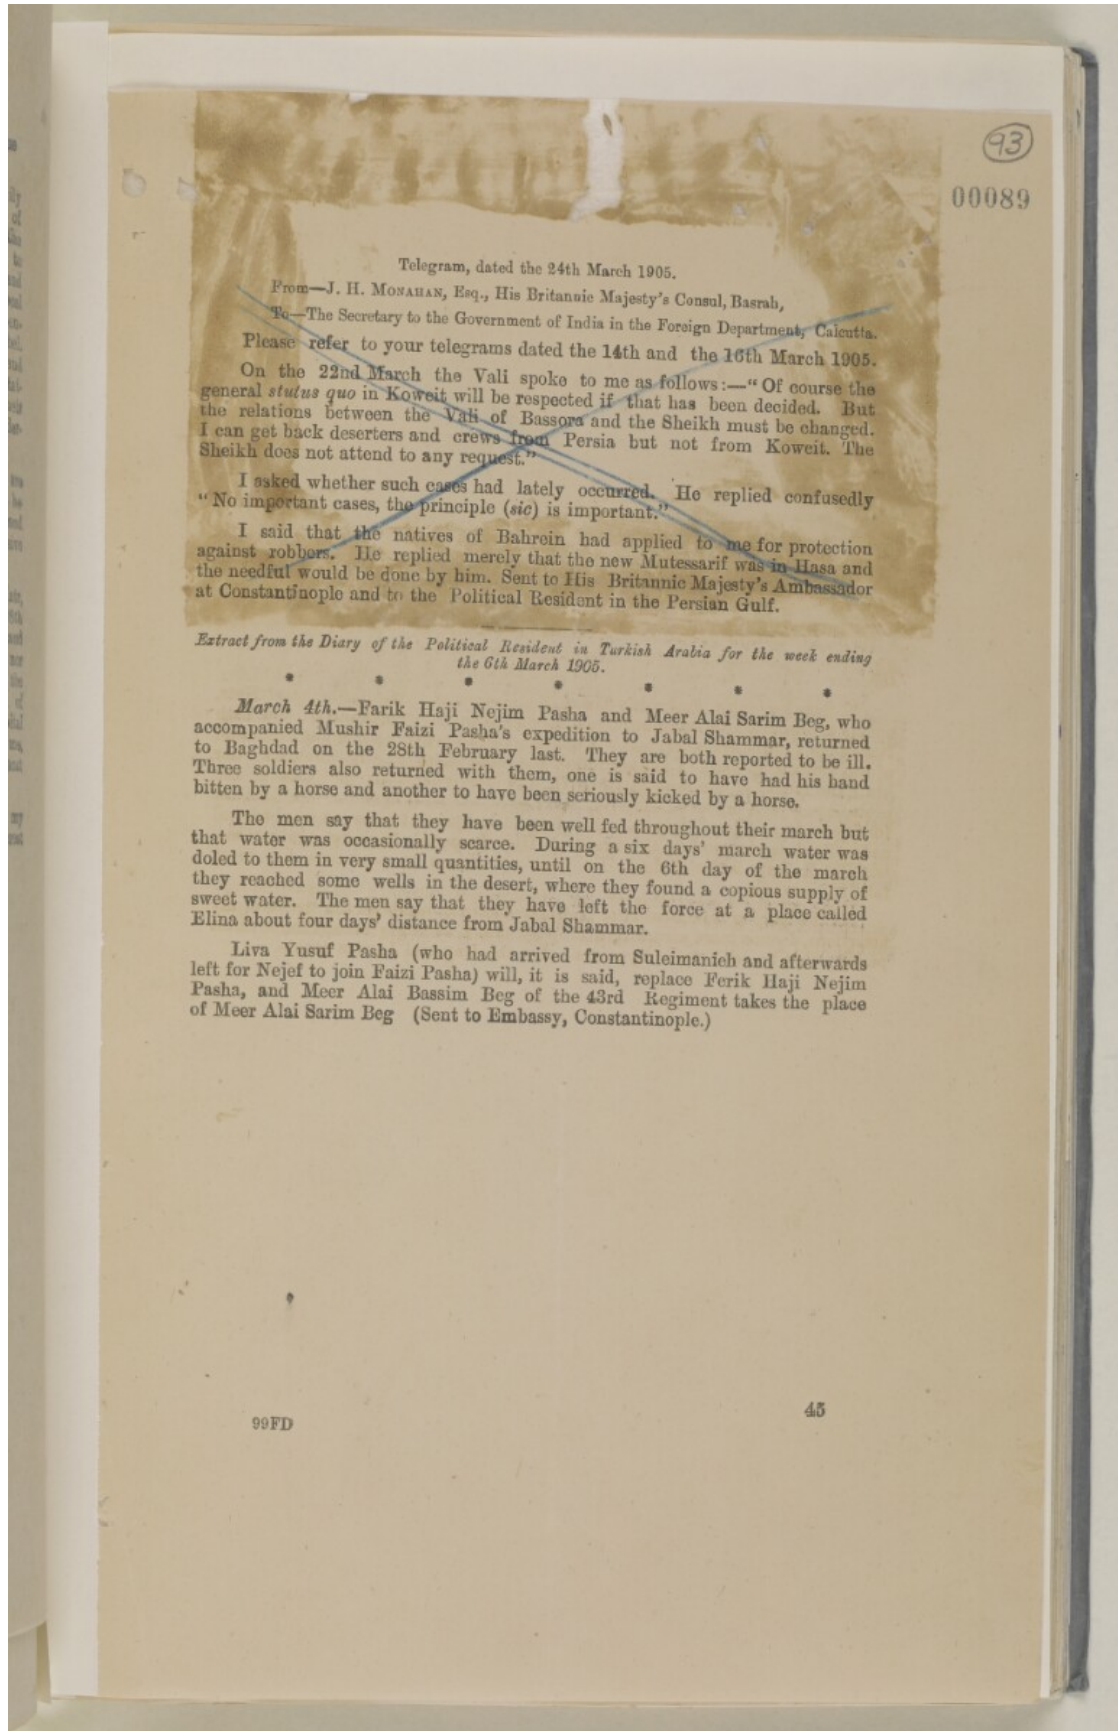 93
00089
Telegram, dated the 24th March 1905.
From—J. H. MONAHAN, Esq., His Britannic Majesty's Consul, Basrah,
To—The Secretary to the Government of India in the Foreign Department, Calcutta.
Please refer to your telegrams dated the 14th and the 16th March 1905.
On the 22nd March the Vali spoke to me as follows:—"Of course the
general status quo in Koweit will be respected if that has been decided. But
the relations between the Vali of Bassora and the Sheikh must be changed.
I can get back deserters and crews from Persia but not from Koweit. The
Sheikh does not attend to any request."
I asked whether such cases had lately occurred. He replied confusedly
"No important cases, the principle (sic) is important."
I said that the natives of Bahrein had applied to me for protection
against robbers. He replied merely that the new Mutessarif was in Hasa and
the needful would be done by him. Sent to His Britannic Majesty's Ambassador
at Constantinople and to the Political Resident in the Persian Gulf.
Extract from the Diary of the Political Resident in Turkish Arabia for the week ending
the 6th March 1905.
* * * * * * *
March 4th.—Farik Haji Nejim Pasha and Meer Alai Sarim Beg, who
accompanied Mushir Faizi Pasha's expedition to Jabal Shammar, returned
to Baghdad on the 28th February last. They are both reported to be ill.
Three soldiers also returned with them, one is said to have had his hand
bitten by a horse and another to have been seriously kicked by a horse.
The men say that they have been well fed throughout their march but
that water was occasionally scarce. During a six days' march water was
doled to them in very small quantities, until on the 6th day of the march
they reached some wells in the desert, where they found a copious supply of
sweet water. The men say that they have left the force at a place called
Elina about four days' distance from Jabal Shammar.
Liva Yusuf Pasha (who had arrived from Suleimanieh and afterwards
left for Nejef to join Faizi Pasha) will, it is said, replace Ferik Haji Nejim
Pasha, and Meer Alai Bassim Beg of the 43rd Regiment takes the place
of Meer Alai Sarim Beg (Sent to Embassy, Constantinople.)
99FD
45